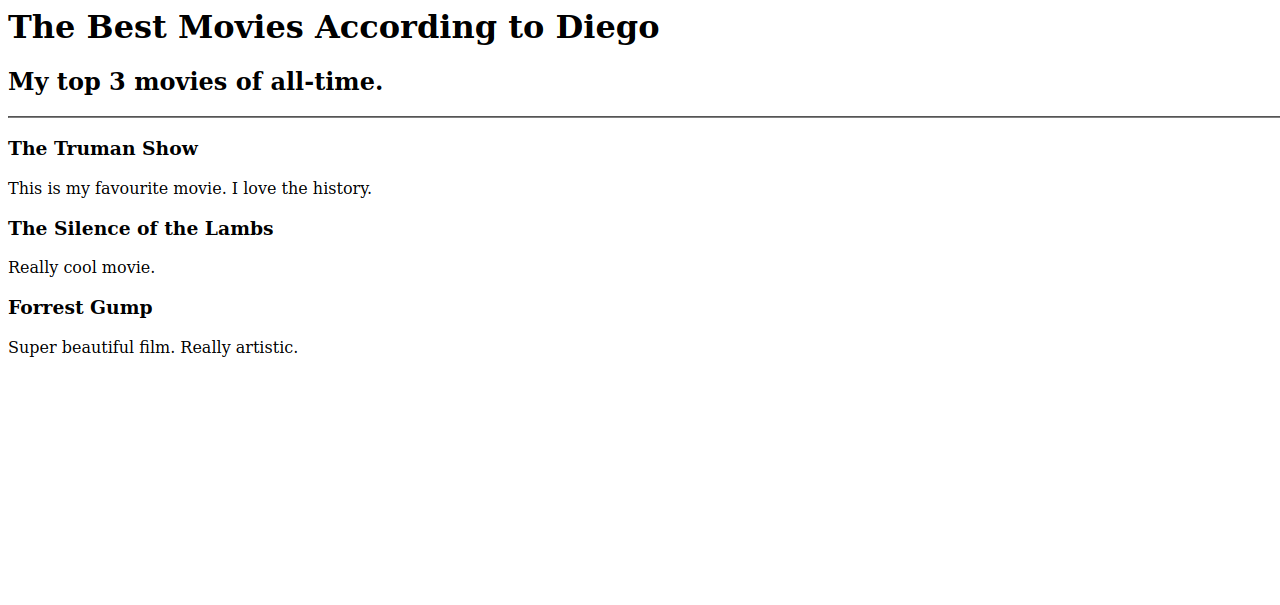 The Best Movies According to Diego
My top 3 movies of all-time.
The Truman Show
This is my favourite movie. I love the history.
The Silence of the Lambs
Really cool movie.
Forrest Gump
Super beautiful film. Really artistic.